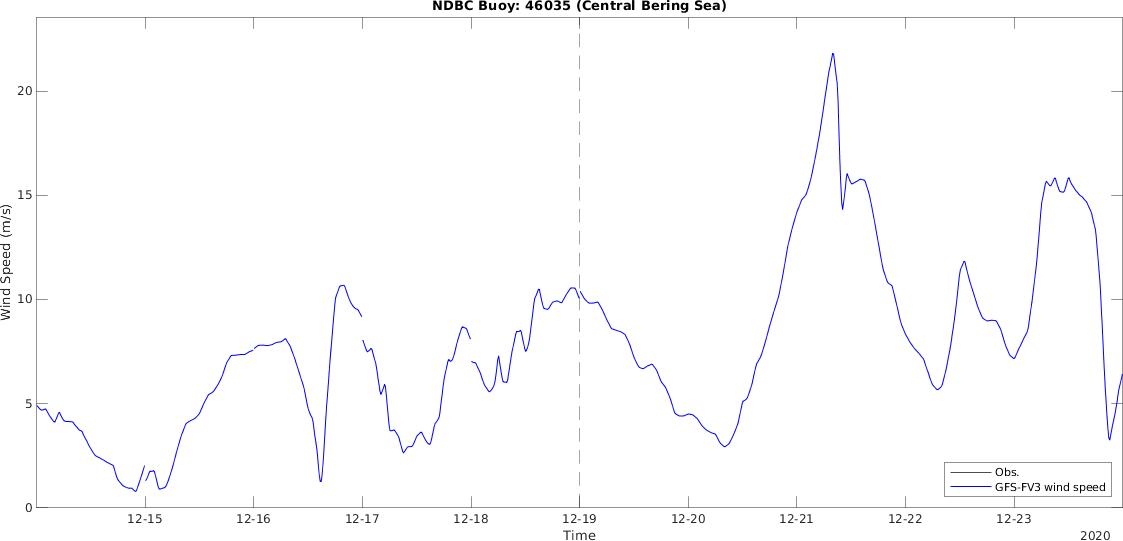 NDBC Buoy: 46035 (Central Bering Sea)
Wind Speed (m/s)
20
15
10
5
0
12-15 12-16 12-17 12-18 12-19 12-20 12-21 12-22 12-23
Time
2020
Obs.
GFS-FV3 wind speed